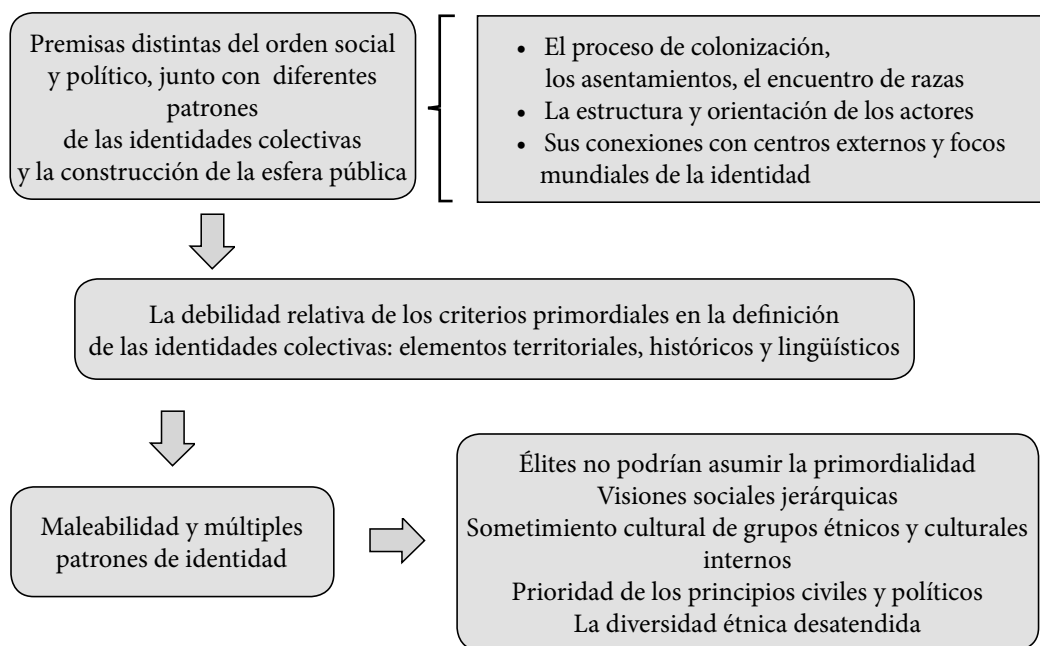 Premisas distintas del orden social
y político, junto con diferentes
patrones
de las identidades colectivas
y la construcción de la esfera pública
• El proceso de colonización,
los asentamientos, el encuentro de razas
• La estructura y orientación de los actores
• Sus conexiones con centros externos y focos
mundiales de la identidad
La debilidad relativa de los criterios primordiales en la definición
de las identidades colectivas: elementos territoriales, históricos y lingüísticos
Maleabilidad y múltiples
patrones de identidad
Élites no podrían asumir la primordialidad
Visiones sociales jerárquicas
Sometimiento cultural de grupos étnicos y culturales
internos
Prioridad de los principios civiles y políticos
La diversidad étnica desatendida